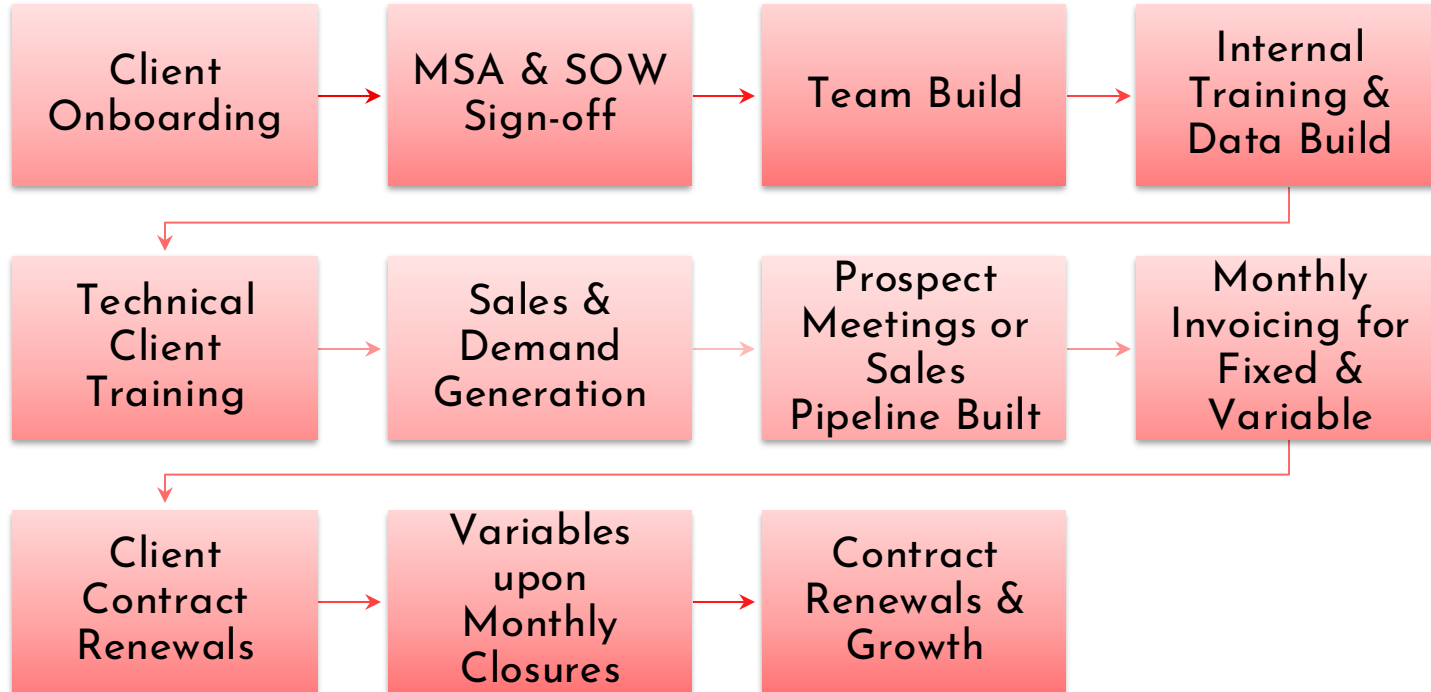 Client
Onboarding
MSA & SOW
Sign-off
Team Build
Internal
Training &
Data Build
Technical
Client
Training
Sales &
Demand
Generation
Prospect
Meetings or
Sales
Pipeline Built
Monthly
Invoicing for
Fixed &
Variable
Client
Contract
Renewals
Variables
upon
Monthly
Closures
Contract
Renewals &
Growth